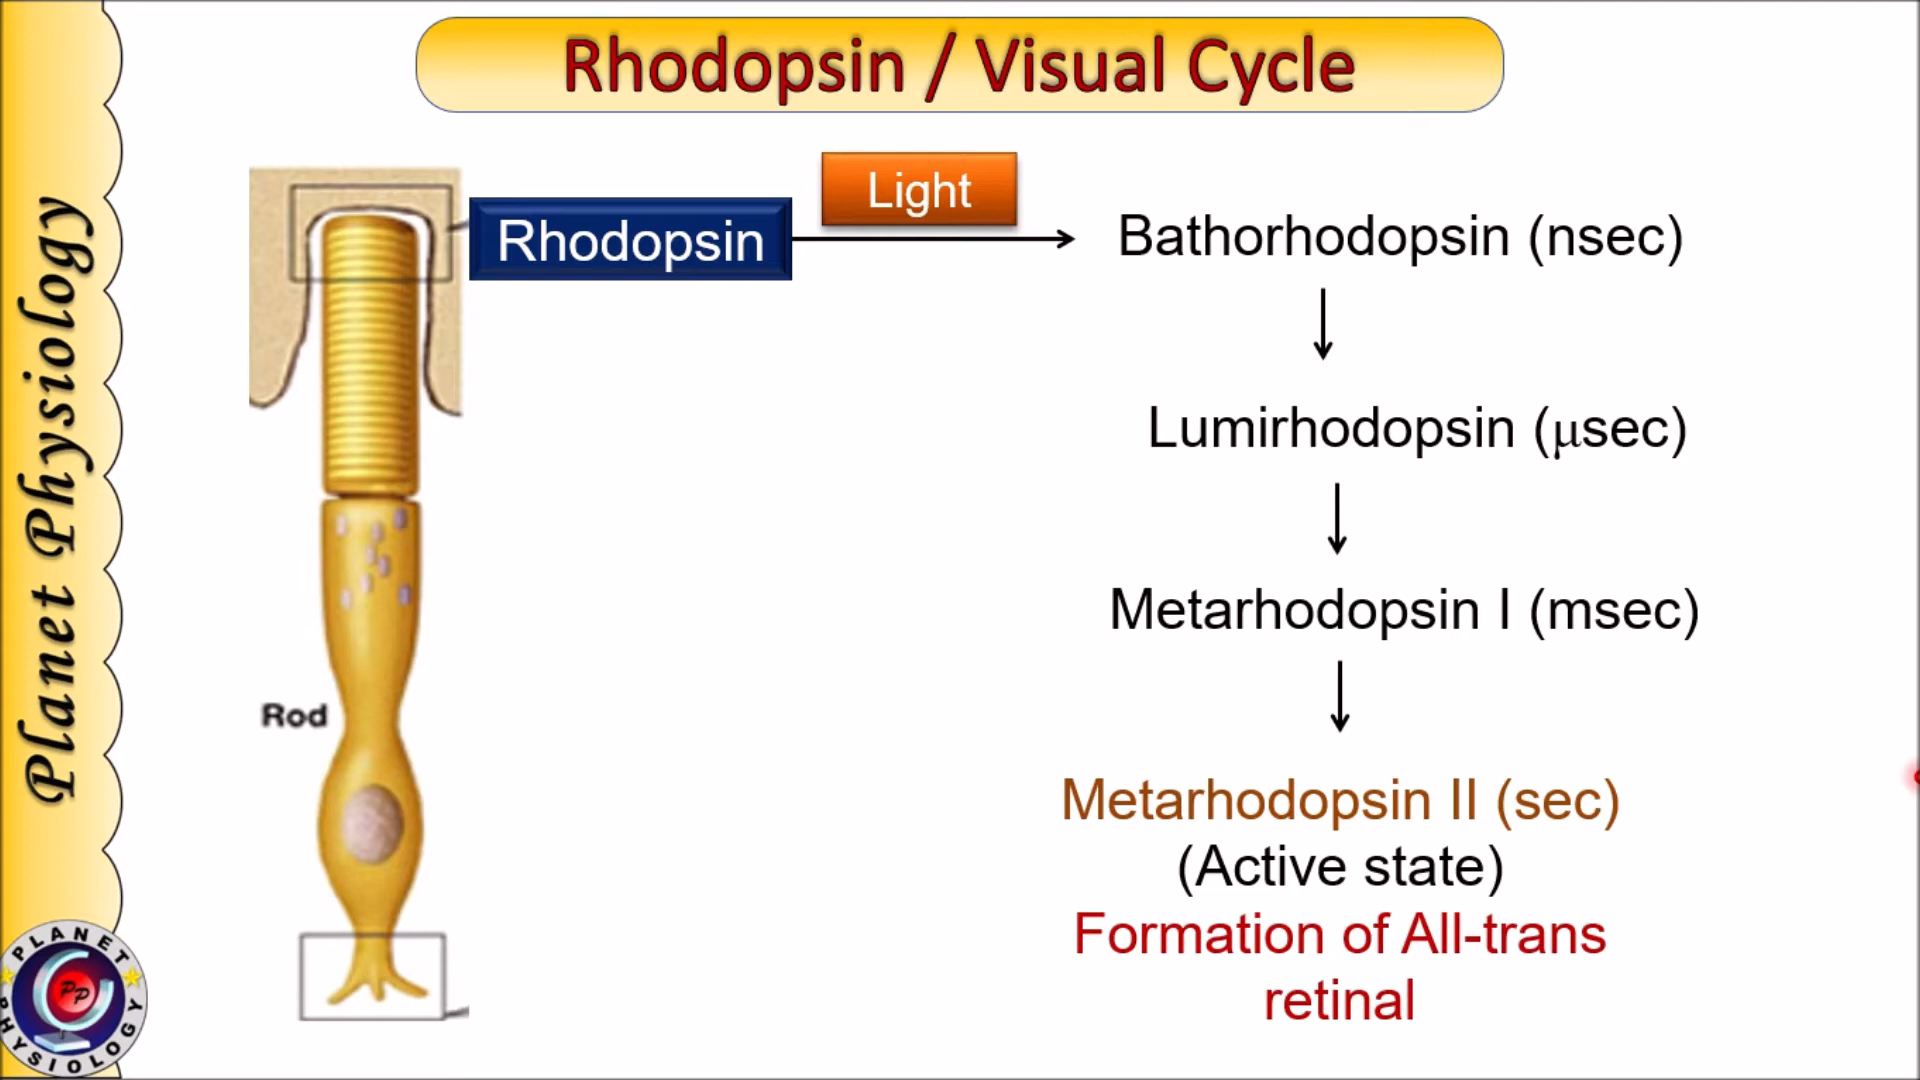 Rhodopsin / Visual Cycle
Planet Physiology
Light
Rhodopsin
Bathorhodopsin (nsec)
Lumirhodopsin (μsec)
Metarhodopsin I (msec)
Rod
Metarhodopsin II (sec)
(Active state)
Formation of All-trans
retinal
PLANET
PP
PHYSIOLOGY